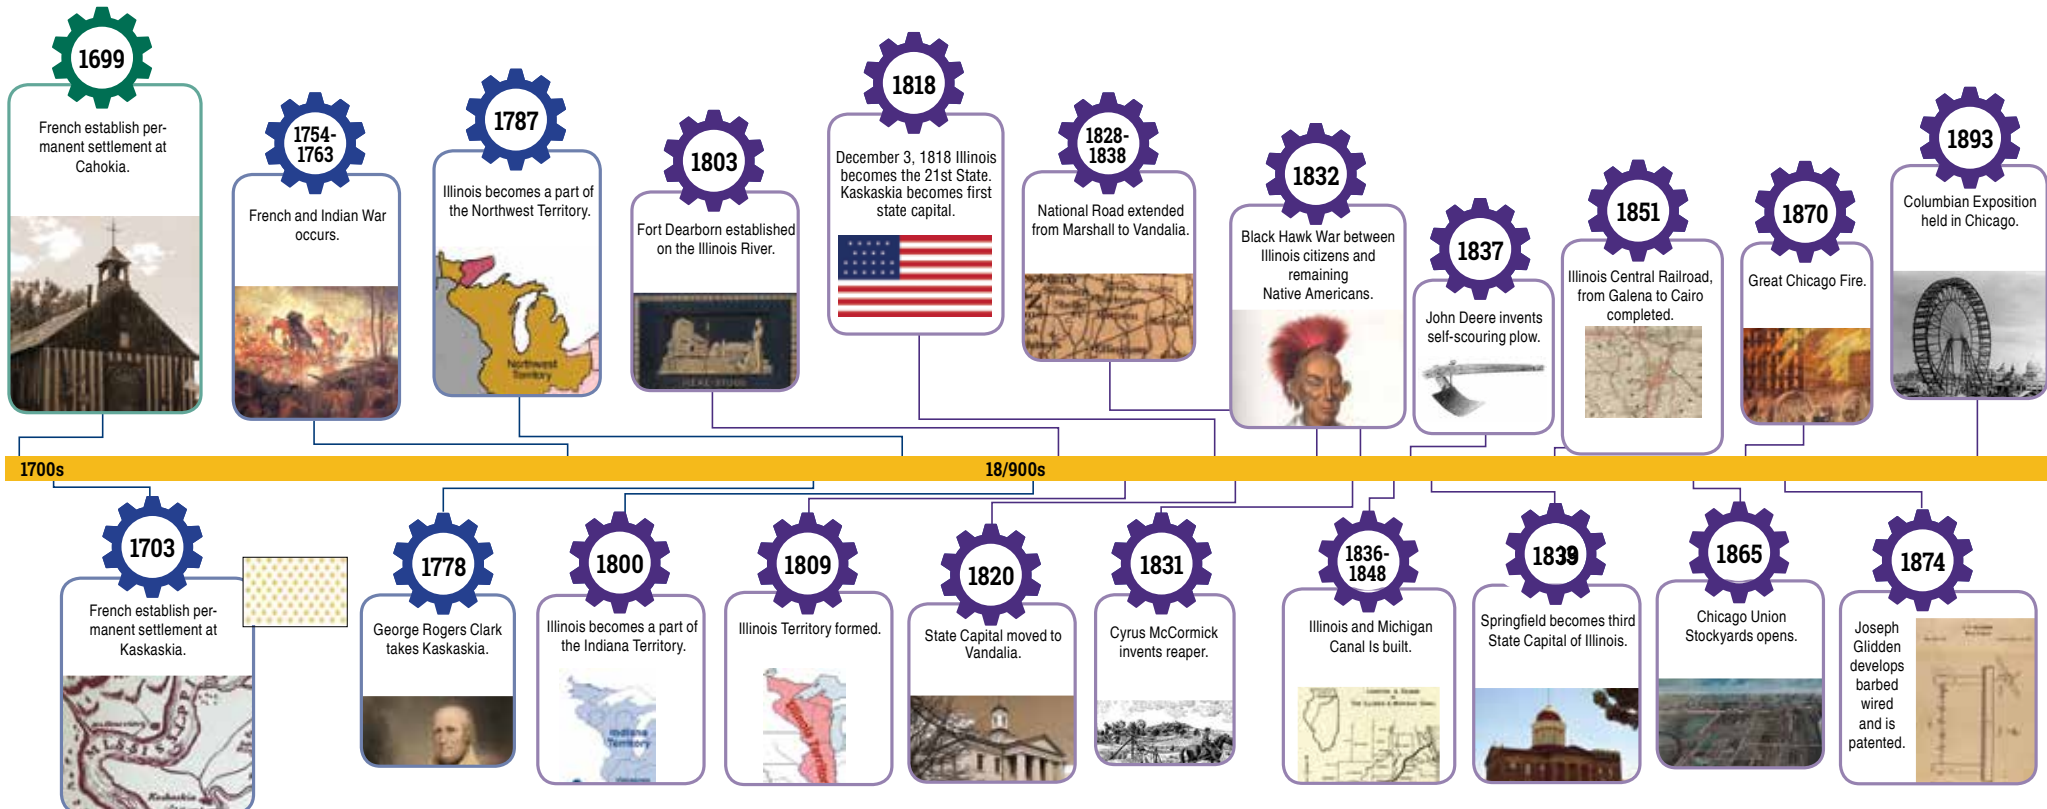 1699
French establish per-
manent settlement at
Cahokia.
1754-
1763
French and Indian War
occurs.
1787
Illinois becomes a part of
the Northwest Territory.
Northwest
Territory
1803
Fort Dearborn established
on the Illinois River.
1818
December 3, 1818 Illinois
becomes the 21st State.
Kaskaskia becomes first
state capital.
1828-
1838
National Road extended
from Marshall to Vandalia.
1832
Black Hawk War between
Illinois citizens and
remaining
Native Americans.
1837
John Deere invents
self-scouring plow.
1851
Illinois Central Railroad,
from Galena to Cairo
completed.
1870
Great Chicago Fire.
1893
Columbian Exposition
held in Chicago.
1700s
18/900s
1703
French establish per-
manent settlement at
Kaskaskia.
1778
George Rogers Clark
takes Kaskaskia.
1800
Illinois becomes a part of
the Indiana Territory.
Indiana
Territory
1809
Illinois Territory formed.
Illinois Territory
1820
State Capital moved to
Vandalia.
1831
Cyrus McCormick
invents reaper.
1836-
1848
Illinois and Michigan
Canal Is built.
1839
Springfield becomes third
State Capital of Illinois.
1865
Chicago Union
Stockyards opens.
1874
Joseph
Glidden
develops
barbed
wired
and is
patented.